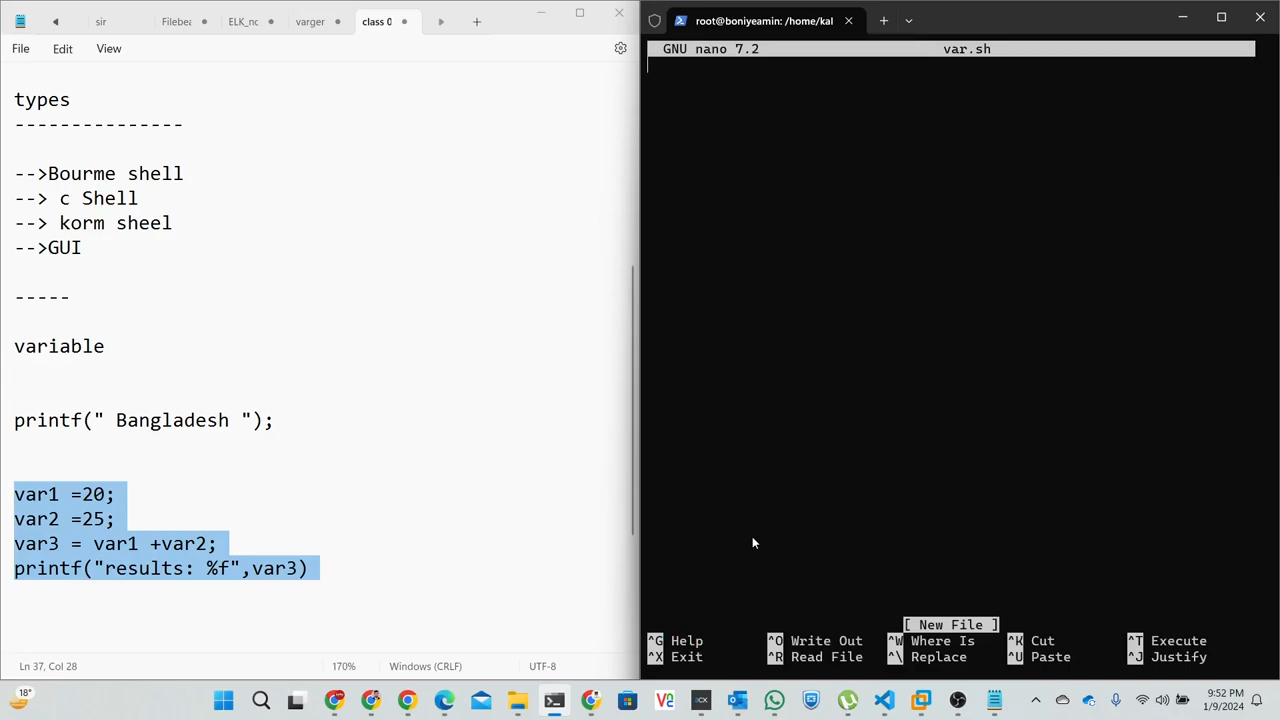 sir
Filebea
ELK_nc
varger
class 0
File Edit View
types
---------------
-->Bourme shell
--> c Shell
--> korm sheel
-->GUI
-----
variable
printf(" Bangladesh ");
var1 =20;
var2 =25;
var3 = var1 +var2;
printf("results: %f",var3)
Ln 37, Col 28 170% Windows (CRLF) UTF-8
root@boniyeamin: /home/kal
GNU nano 7.2 var.sh
[ New File ]
^G Help ^O Write Out ^W Where Is ^K Cut ^T Execute
^X Exit ^R Read File ^\ Replace ^U Paste ^J Justify
18°
9:52 PM
1/9/2024